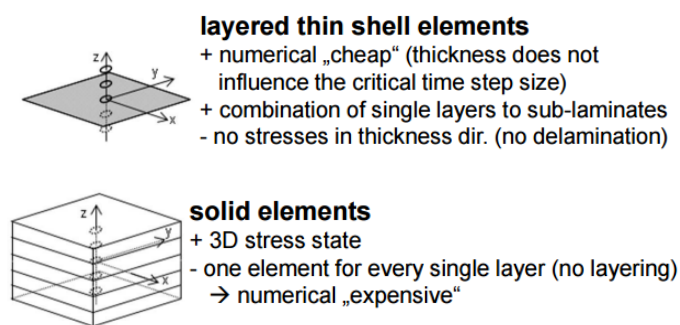 layered thin shell elements
+ numerical „cheap“ (thickness does not
influence the critical time step size)
+ combination of single layers to sub-laminates
- no stresses in thickness dir. (no delamination)
z
y
x
solid elements
+ 3D stress state
- one element for every single layer (no layering)
→ numerical „expensive“
z
y
x